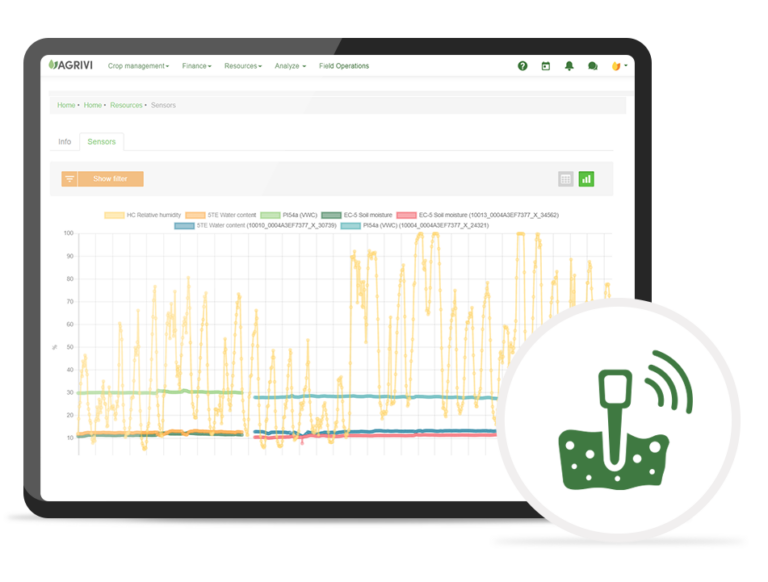 AGRIVI Crop management Finance Resources Analyze Field Operations
Home • Home • Resources • Sensors
Info Sensors
Show filter
HC Relative humidity STE Water content PI54a (VWC) EC-5 Soil moisture EC-5 Soil moisture (10013_0004A3EF7377_X_34362)
STE Water content (10010_0004A3EF7377_X_30739) PI54a (VWC) (10004_0004A3EF7377_X_24321)
100
90
80
70
60
%
50
40
30
20
10